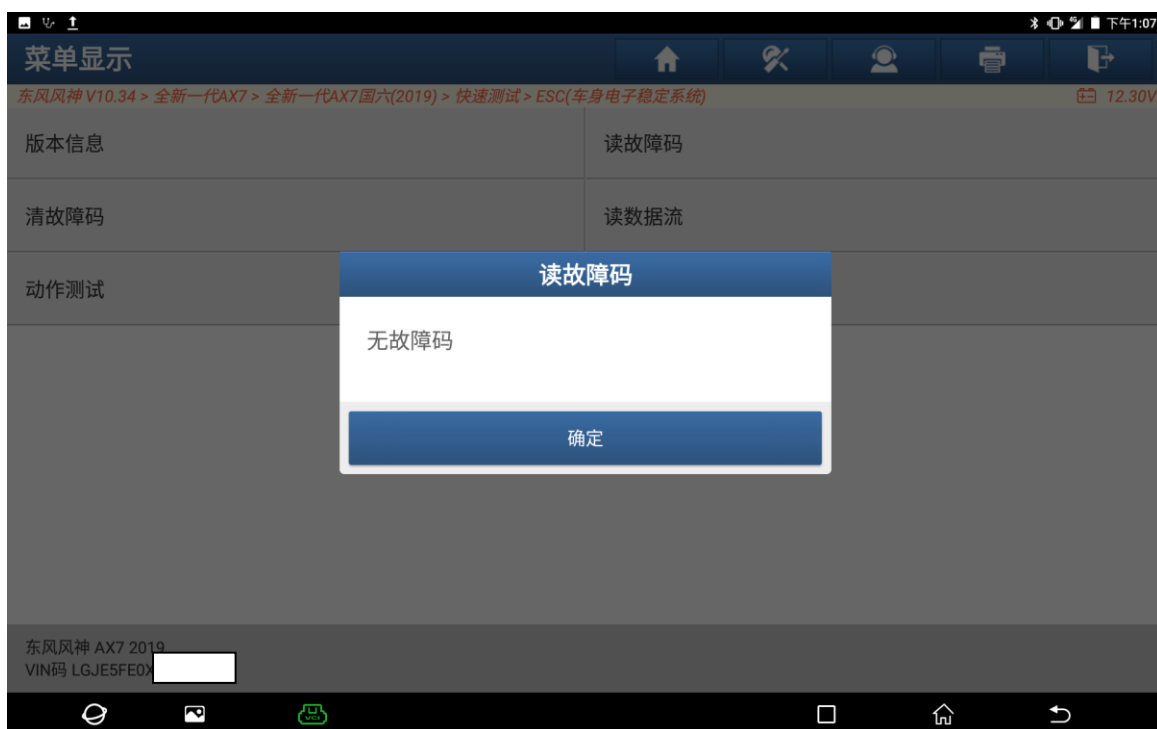 下午1:07
菜单显示
东风风神 V10.34 > 全新一代AX7 > 全新一代AX7国六(2019) > 快速测试 > ESC(车身电子稳定系统) 12.30V
版本信息 读故障码
清故障码 读数据流
动作测试
读故障码
无故障码
确定
东风风神 AX7 2019
VIN码 LGJE5FE0X
VCI